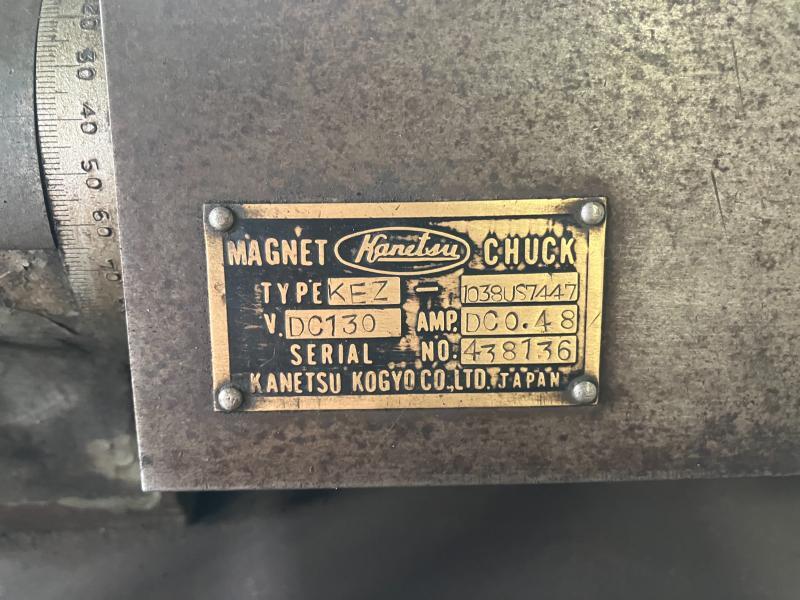 20
30
40
50
60
70
MAGNET Kanetsu CHUCK
TYPE KEZ - 1038US7447
V. DC130 AMP. DC0.48
SERIAL NO. 438136
KANETSU KOGYO CO., LTD. JAPAN